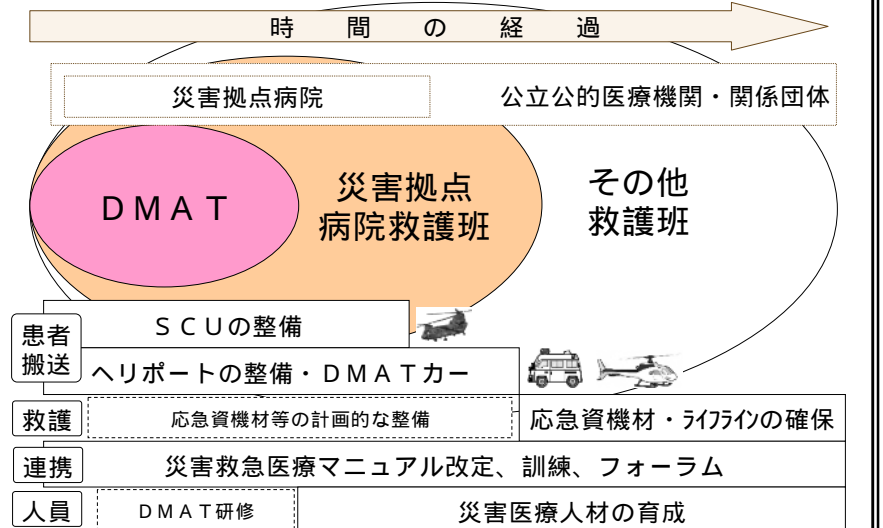 時間の経過
災害拠点病院
公立公的医療機関・関係団体
ＤＭＡＴ
災害拠点
病院救護班
その他
救護班
患者
搬送
ＳＣＵの整備
ヘリポートの整備・ＤＭＡＴカー
救護
応急資機材等の計画的な整備
応急資機材・ﾗｲﾌﾗｲﾝの確保
連携
災害救急医療マニュアル改定、訓練、フォーラム
人員
ＤＭＡＴ研修
災害医療人材の育成